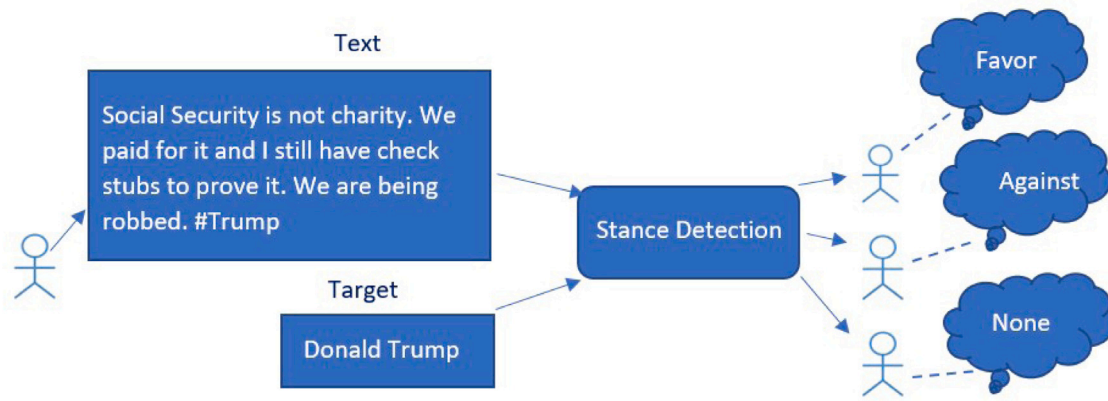 Text
Social Security is not charity. We
paid for it and I still have check
stubs to prove it. We are being
robbed. #Trump
Target
Donald Trump
Stance Detection
Favor
Against
None